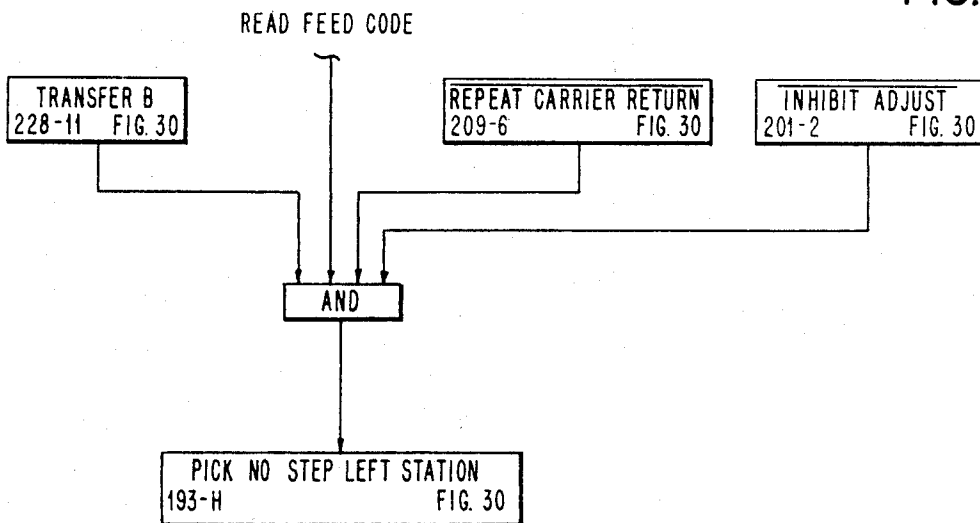 FIG.
READ FEED CODE
TRANSFER B
228-11 FIG. 30
REPEAT CARRIER RETURN
209-6 FIG. 30
INHIBIT ADJUST
201-2 FIG. 30
AND
PICK NO STEP LEFT STATION
193-H FIG. 30